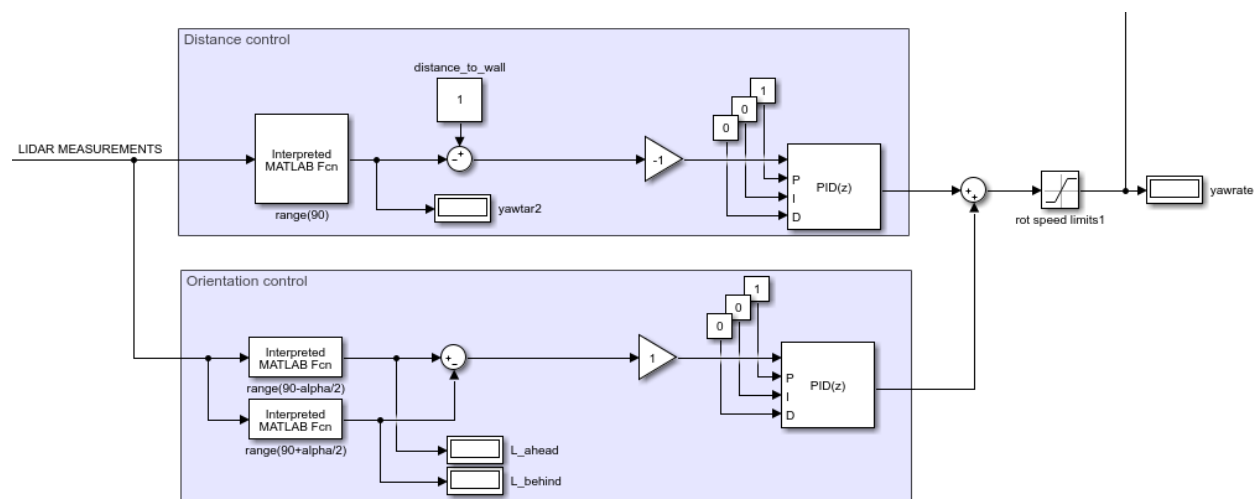 Distance control
distance_to_wall
1
1
0
0
LIDAR MEASUREMENTS
Interpreted
MATLAB Fcn
range(90)
- +
-1
P
I
D
PID(z)
yawtar2
+
+
rot speed limits1
yawrate
Orientation control
1
0
0
Interpreted
MATLAB Fcn
range(90-alpha/2)
Interpreted
MATLAB Fcn
range(90+alpha/2)
+
-
1
P
I
D
PID(z)
L_ahead
L_behind